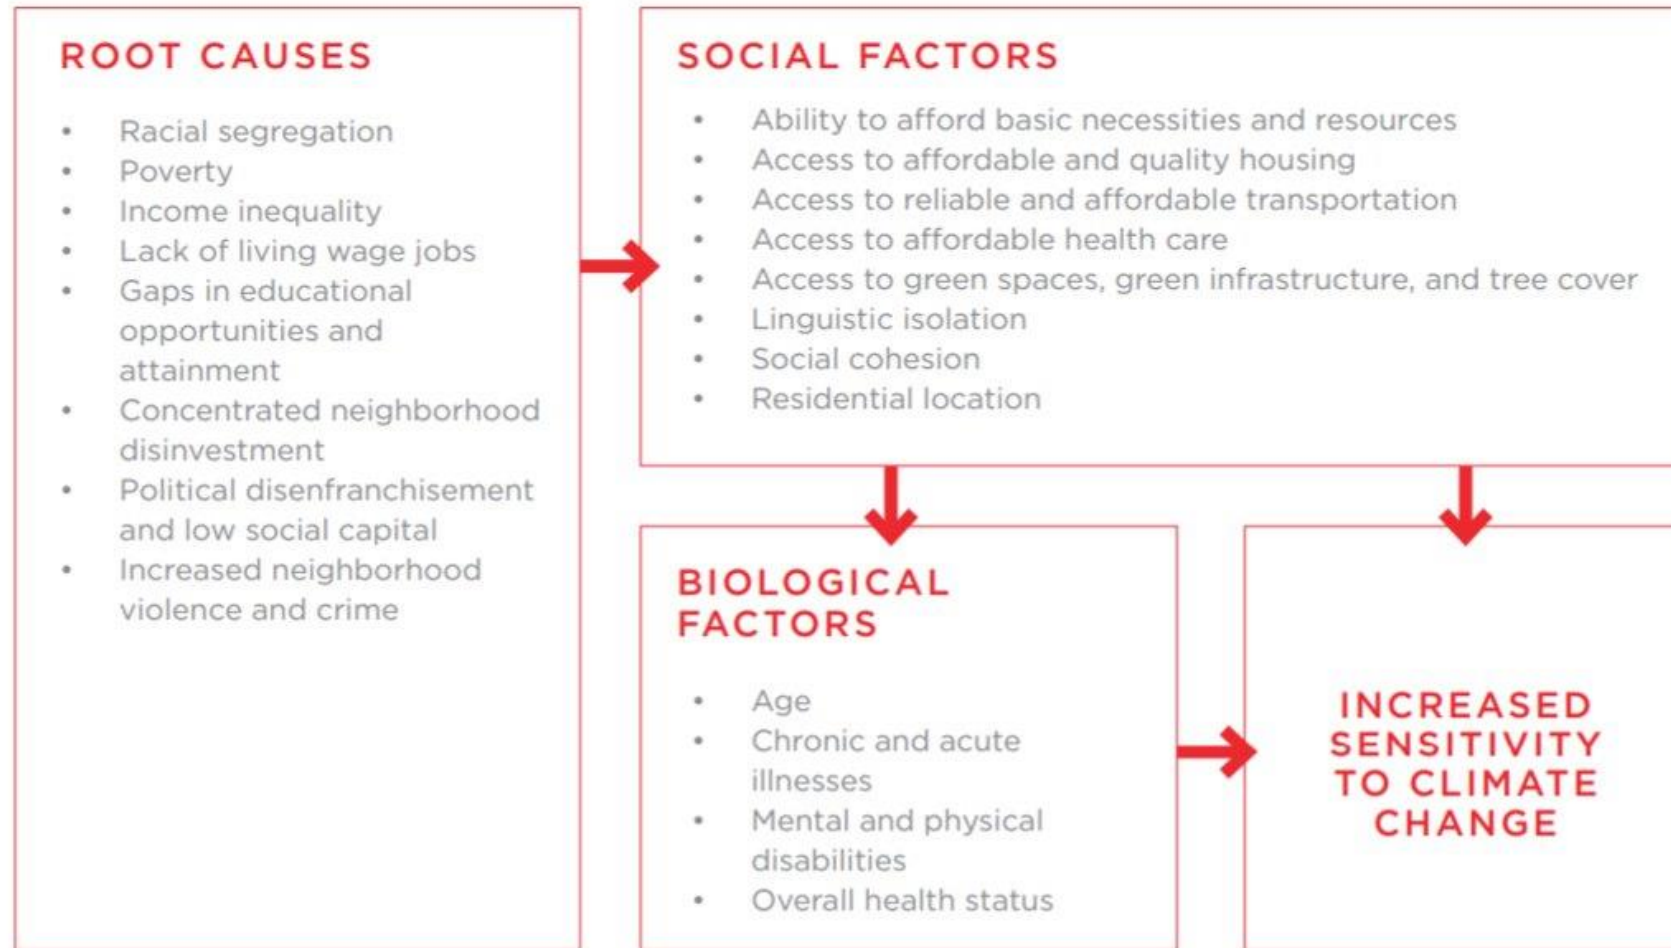 ROOT CAUSES
• Racial segregation
• Poverty
• Income inequality
• Lack of living wage jobs
• Gaps in educational
opportunities and
attainment
• Concentrated neighborhood
disinvestment
• Political disenfranchisement
and low social capital
• Increased neighborhood
violence and crime
SOCIAL FACTORS
• Ability to afford basic necessities and resources
• Access to affordable and quality housing
• Access to reliable and affordable transportation
• Access to affordable health care
• Access to green spaces, green infrastructure, and tree cover
• Linguistic isolation
• Social cohesion
• Residential location
BIOLOGICAL
FACTORS
• Age
• Chronic and acute
illnesses
• Mental and physical
disabilities
• Overall health status
INCREASED
SENSITIVITY
TO CLIMATE
CHANGE